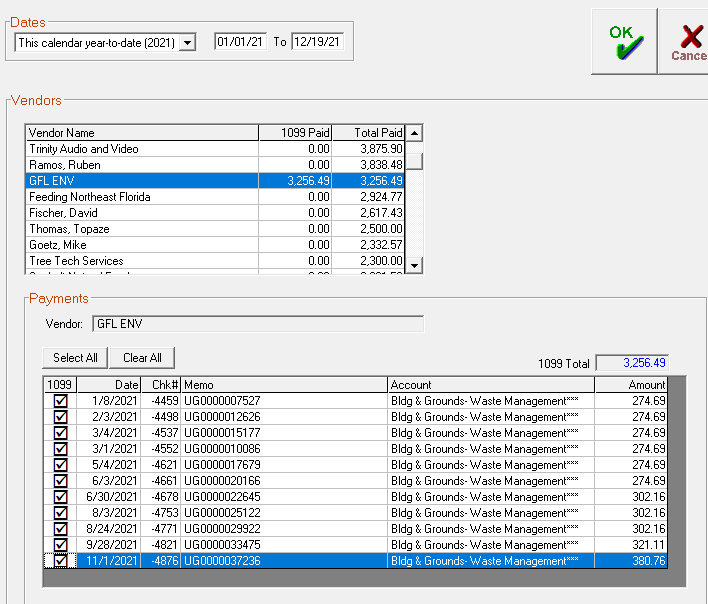 Dates
This calendar year-to-date (2021) 01/01/21 To 12/19/21
OK
Cance
Vendors
Vendor Name 1099 Paid Total Paid
Trinity Audio and Video 0.00 3,875.90
Ramos, Ruben 0.00 3,838.48
GFL ENV 3,256.49 3,256.49
Feeding Northeast Florida 0.00 2,924.77
Fischer, David 0.00 2,617.43
Thomas, Topaze 0.00 2,500.00
Goetz, Mike 0.00 2,332.57
Tree Tech Services 0.00 2,300.00
Payments
Vendor: GFL ENV
Select All Clear All 1099 Total 3,256.49
1099 Date Chk# Memo Account Amount
1/8/2021 -4459 UG0000007527 Bldg & Grounds- Waste Management*** 274.69
2/3/2021 -4498 UG0000012626 Bldg & Grounds- Waste Management*** 274.69
3/4/2021 -4537 UG0000015177 Bldg & Grounds- Waste Management*** 274.69
3/1/2021 -4552 UG0000010086 Bldg & Grounds- Waste Management*** 274.69
5/4/2021 -4621 UG0000017679 Bldg & Grounds- Waste Management*** 274.69
6/3/2021 -4661 UG0000020166 Bldg & Grounds- Waste Management*** 274.69
6/30/2021 -4678 UG0000022645 Bldg & Grounds- Waste Management*** 302.16
8/3/2021 -4753 UG0000025122 Bldg & Grounds- Waste Management*** 302.16
8/24/2021 -4771 UG0000029922 Bldg & Grounds- Waste Management*** 302.16
9/28/2021 -4821 UG0000033475 Bldg & Grounds- Waste Management*** 321.11
11/1/2021 -4876 UG0000037236 Bldg & Grounds- Waste Management*** 380.76